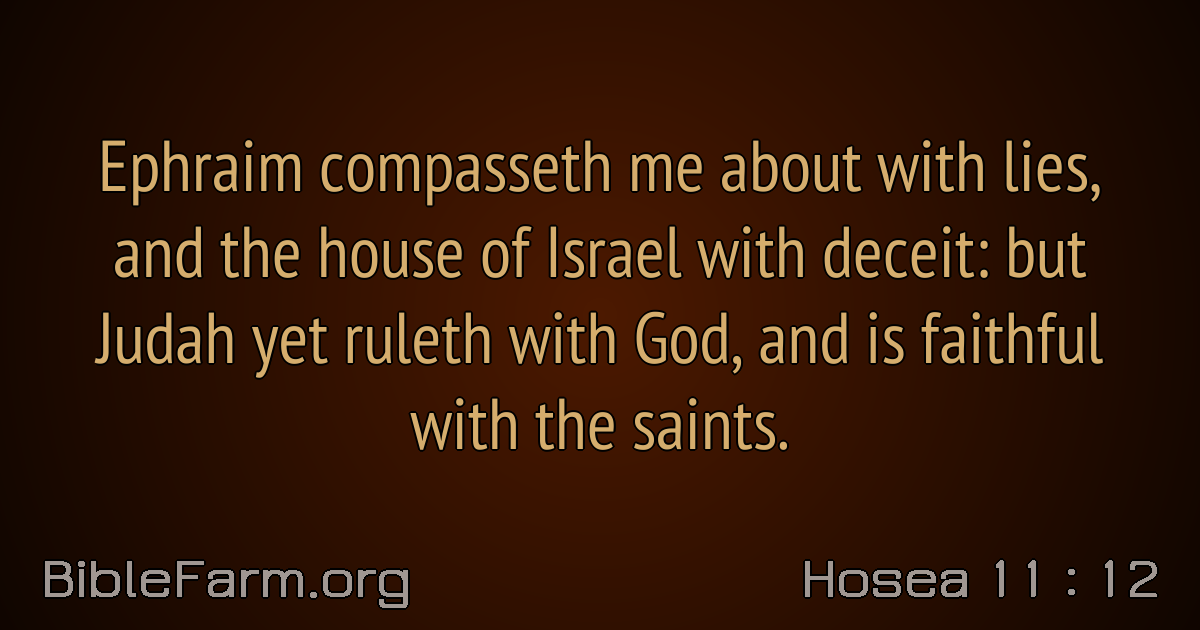 Ephraim compasseth me about with lies,
and the house of Israel with deceit: but
Judah yet ruleth with God, and is faithful
with the saints.
BibleFarm.org
Hosea 11 : 12